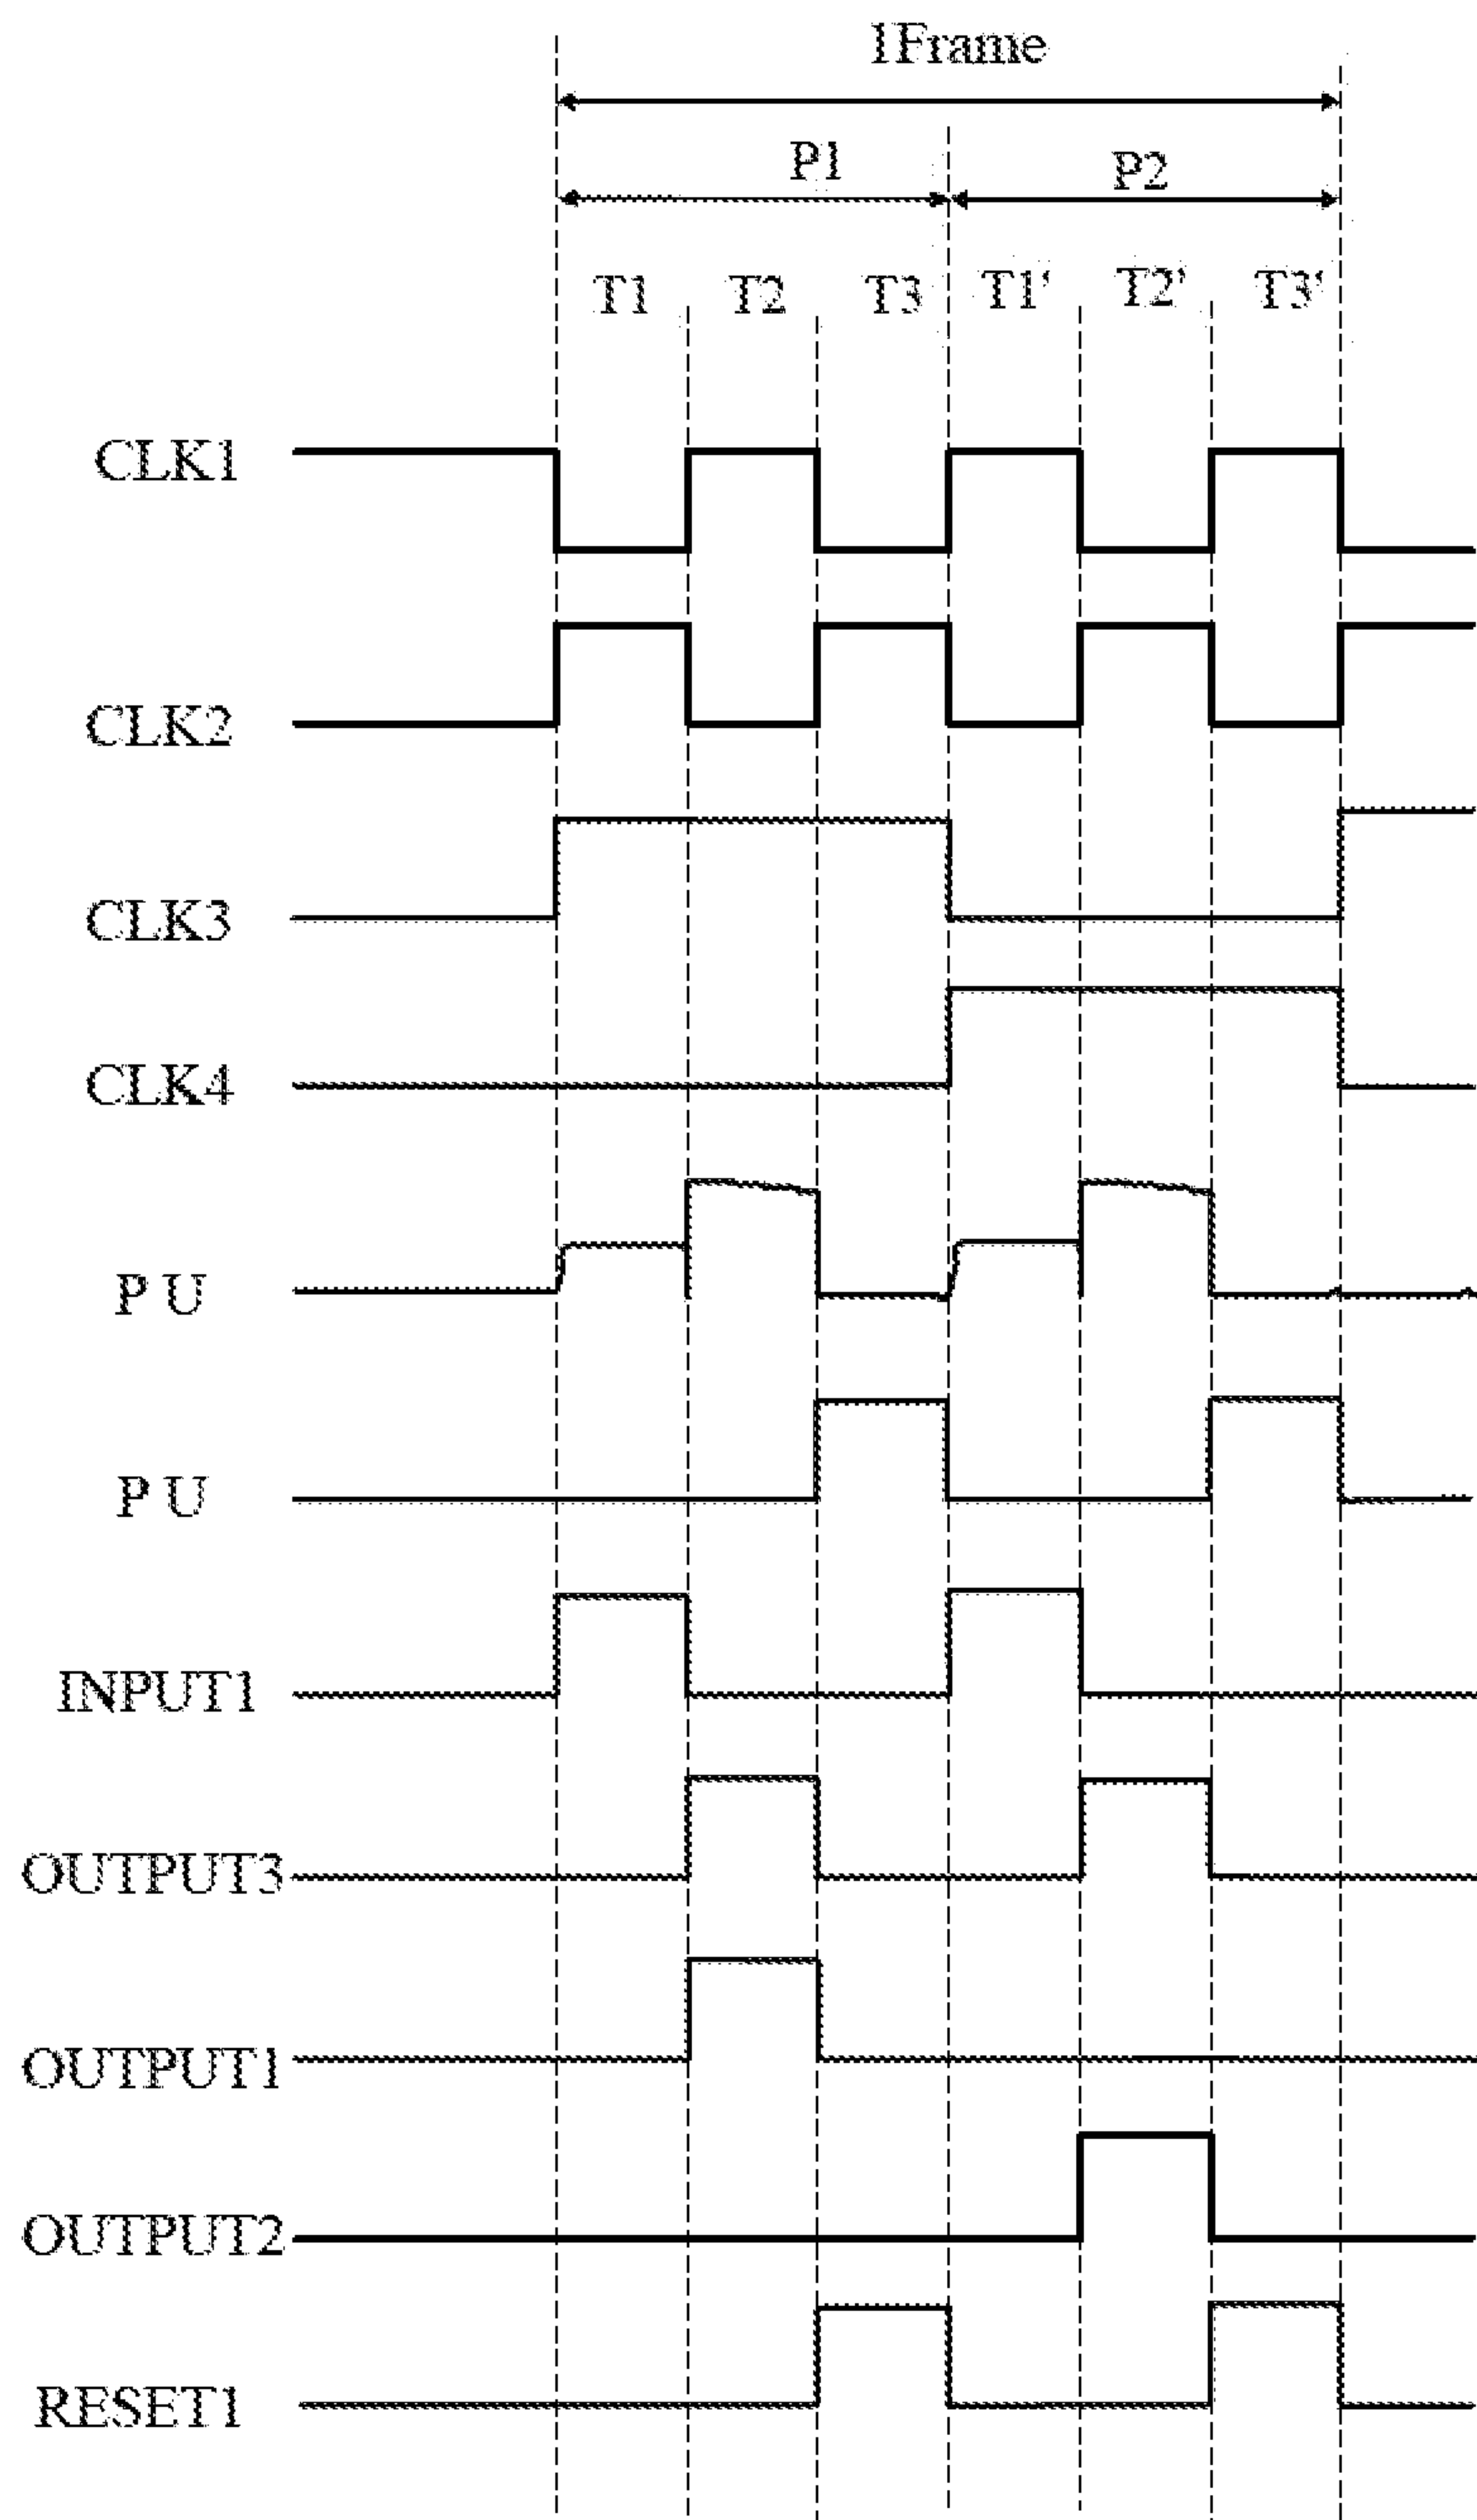 1Frame
P1 P2
T1 T2 T3 T1' T2' T3'
CLK1
CLK2
CLK3
CLK4
P U
P U
INPUT1
OUTPUT3
OUTPUT1
OUTPUT2
RESET1